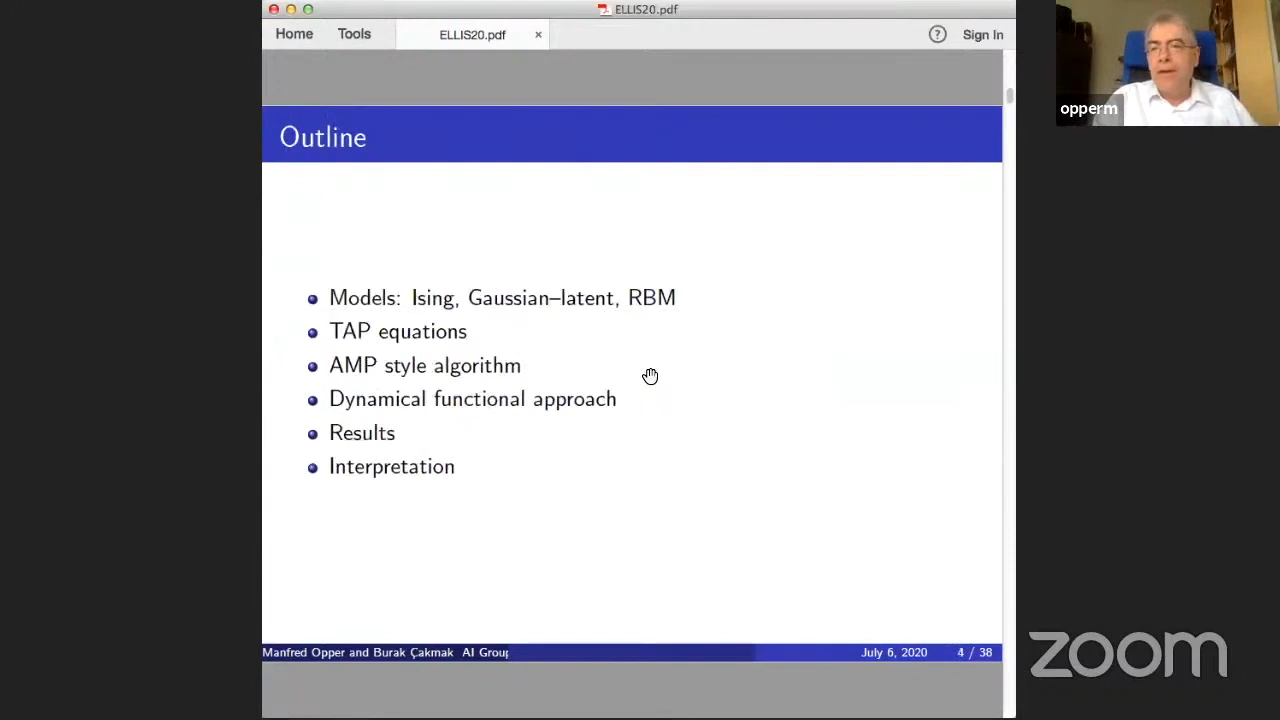 ELLIS20.pdf
Home Tools ELLIS20.pdf × ? Sign In
opperm
Outline
Models: Ising, Gaussian–latent, RBM
TAP equations
AMP style algorithm
Dynamical functional approach
Results
Interpretation
Manfred Opper and Burak Çakmak AI Group July 6, 2020 4 / 38
zoom